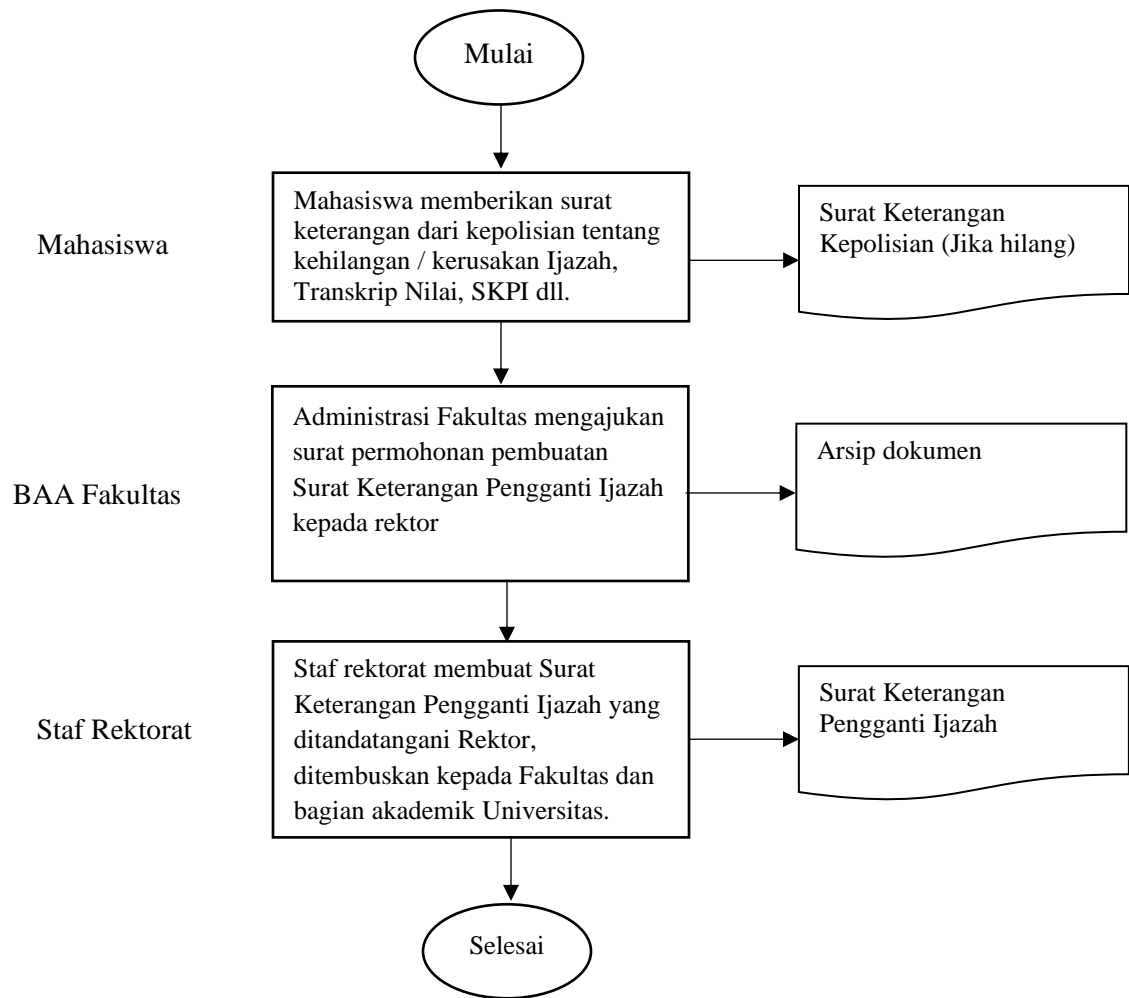 Mulai
Mahasiswa
Mahasiswa memberikan surat
keterangan dari kepolisian tentang
kehilangan / kerusakan Ijazah,
Transkrip Nilai, SKPI dll.
Surat Keterangan
Kepolisian (Jika hilang)
BAA Fakultas
Administrasi Fakultas mengajukan
surat permohonan pembuatan
Surat Keterangan Pengganti Ijazah
kepada rektor
Arsip dokumen
Staf Rektorat
Staf rektorat membuat Surat
Keterangan Pengganti Ijazah yang
ditandatangani Rektor,
ditembuskan kepada Fakultas dan
bagian akademik Universitas.
Surat Keterangan
Pengganti Ijazah
Selesai